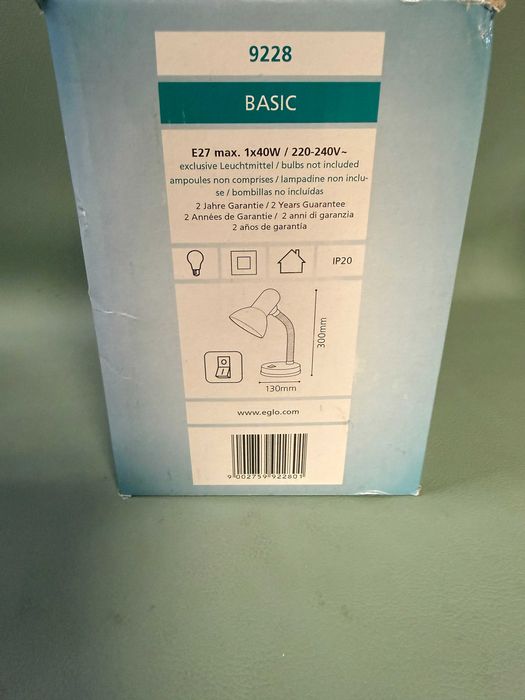 9228
BASIC
E27 max. 1x40W / 220-240V~
exclusive Leuchtmittel / bulbs not included
ampoules non comprises / lampadine non inclu-
se / bombillas no incluídas
2 Jahre Garantie / 2 Years Guarantee
2 Années de Garantie / 2 anni di garanzia
2 años de garantía
IP20
300mm
130mm
www.eglo.com
9 002759 922801